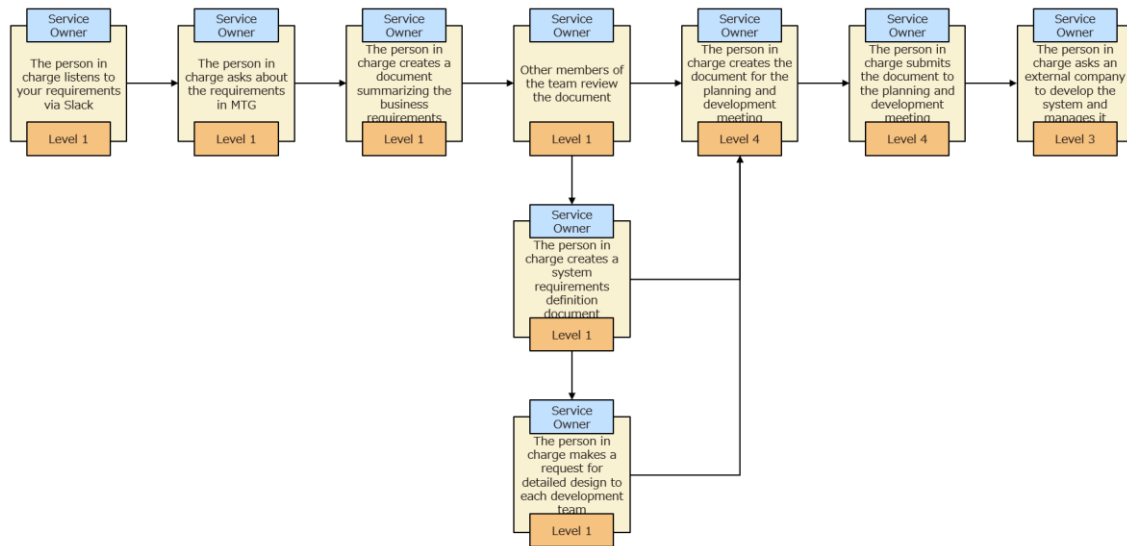 Service
Owner
The person in
charge listens to
your requirements
via Slack
Level 1
Service
Owner
The person in
charge asks about
the requirements
in MTG
Level 1
Service
Owner
The person in
charge creates a
document
summarizing the
business
requirements
Level 1
Service
Owner
Other members of
the team review
the document
Level 1
Service
Owner
The person in
charge creates the
document for the
planning and
development
meeting
Level 4
Service
Owner
The person in
charge submits the
document to the
planning and
development
meeting
Level 4
Service
Owner
The person in
charge asks an
external company
to develop the
system and
manages it
Level 3
Service
Owner
The person in
charge creates a
system
requirements
definition
document
Level 1
Service
Owner
The person in
charge makes a
request for
detailed design to
each development
team
Level 1